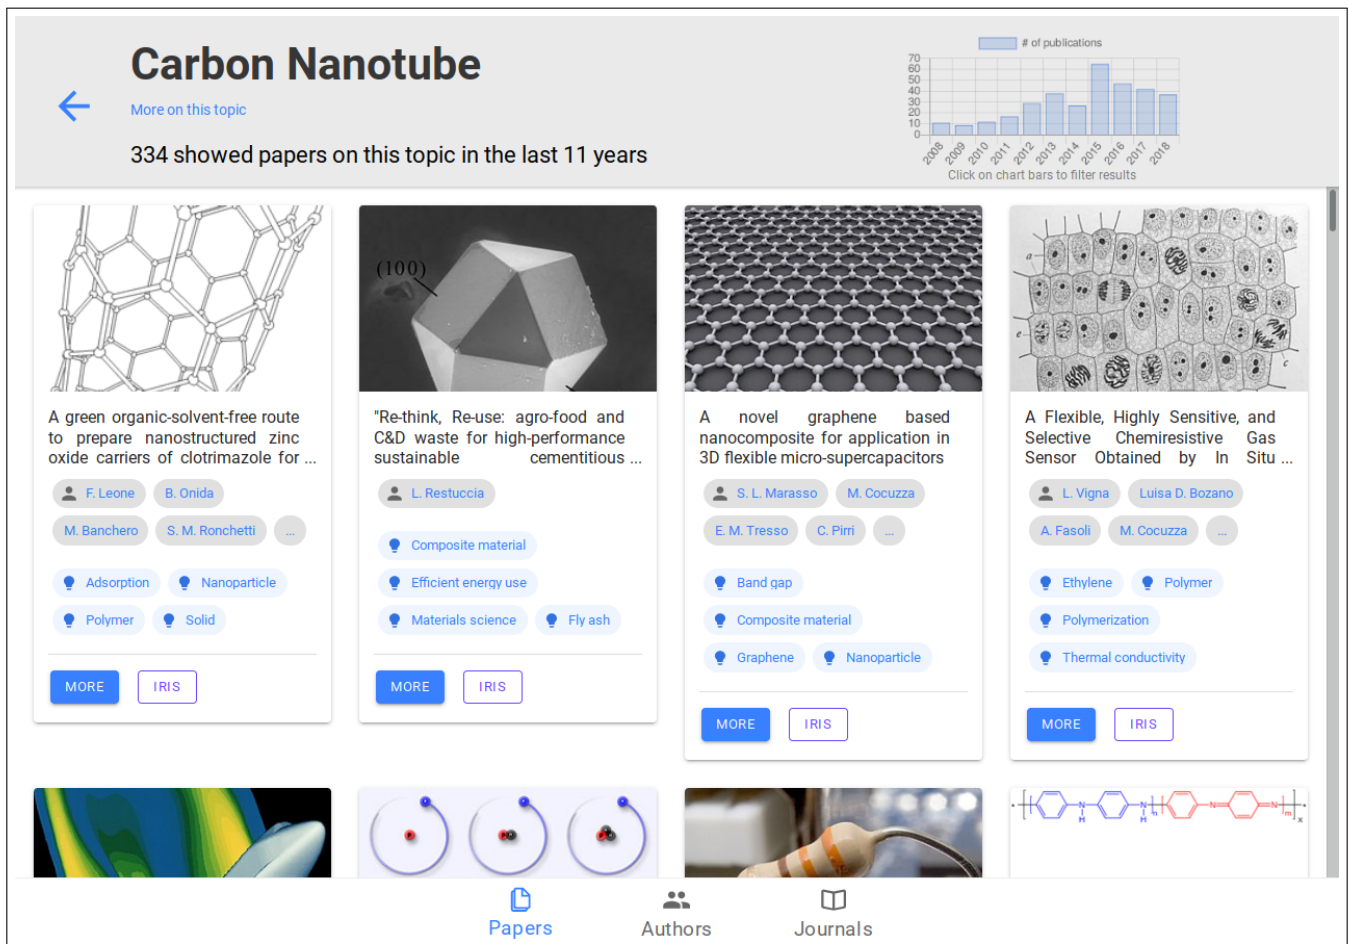 Carbon Nanotube
More on this topic
334 showed papers on this topic in the last 11 years
# of publications
70
60
50
40
30
20
10
0
2008 2009 2010 2011 2012 2013 2014 2015 2016 2017 2018
Click on chart bars to filter results
A green organic-solvent-free route
to prepare nanostructured zinc
oxide carriers of clotrimazole for ...
F. Leone B. Onida
M. Banchero S. M. Ronchetti ...
Adsorption Nanoparticle
Polymer Solid
MORE IRIS
(100)
"Re-think, Re-use: agro-food and
C&D waste for high-performance
sustainable cementitious ...
L. Restuccia
Composite material
Efficient energy use
Materials science Fly ash
MORE IRIS
A novel graphene based
nanocomposite for application in
3D flexible micro-supercapacitors
S. L. Marasso M. Cocuzza
E. M. Tresso C. Pirri ...
Band gap
Composite material
Graphene Nanoparticle
MORE IRIS
a
e
c
A Flexible, Highly Sensitive, and
Selective Chemiresistive Gas
Sensor Obtained by In Situ ...
L. Vigna Luisa D. Bozano
A. Fasoli M. Cocuzza ...
Ethylene Polymer
Polymerization
Thermal conductivity
MORE IRIS
N N N N
H H n m x
Papers Authors Journals